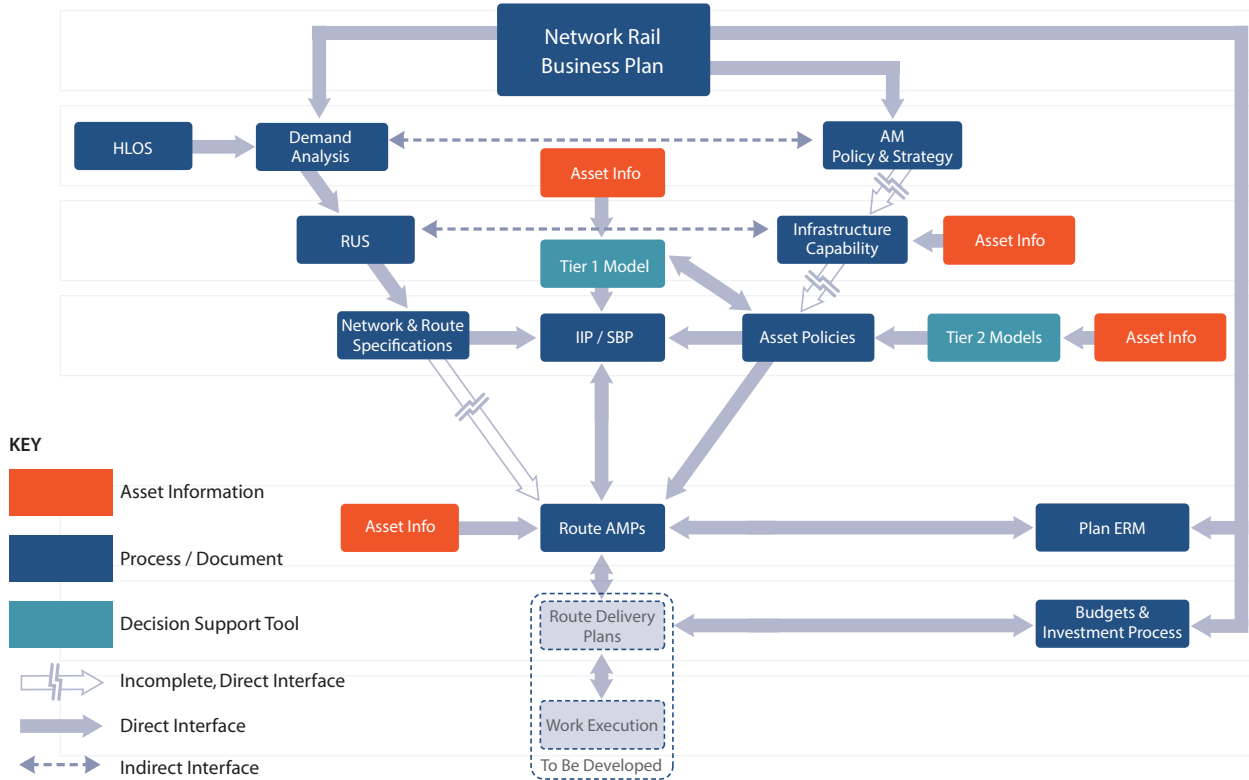 Network Rail
Business Plan
HLOS
Demand
Analysis
AM
Policy & Strategy
Asset Info
RUS
Infrastructure
Capability
Asset Info
Tier 1 Model
Network & Route
Specifications
IIP / SBP
Asset Policies
Tier 2 Models
Asset Info
KEY
Asset Information
Process / Document
Decision Support Tool
Incomplete, Direct Interface
Direct Interface
Indirect Interface
Asset Info
Route AMPs
Plan ERM
Route Delivery
Plans
Budgets &
Investment Process
Work Execution
To Be Developed